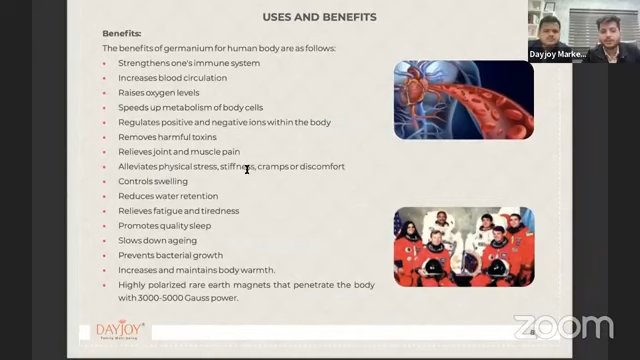 USES AND BENEFITS
Benefits:
The benefits of germanium for human body are as follows:
• Strengthens one's immune system
• Increases blood circulation
• Raises oxygen levels
• Speeds up metabolism of body cells
• Regulates positive and negative ions within the body
• Removes harmful toxins
• Relieves joint and muscle pain
• Alleviates physical stress, stiffness, cramps or discomfort
• Controls swelling
• Reduces water retention
• Relieves fatigue and tiredness
• Promotes quality sleep
• Slows down ageing
• Prevents bacterial growth
• Increases and maintains body warmth.
• Highly polarized rare earth magnets that penetrate the body
with 3000-5000 Gauss power.
Dayjoy Marke...
DAYJOY
zoom